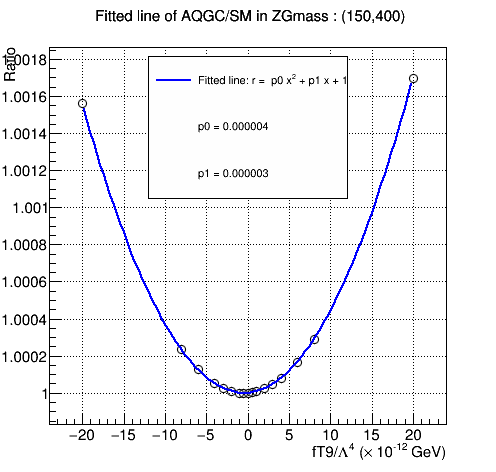 Fitted line of AQGC/SM in ZGmass : (150,400)
Ratio
1.0018
1.0016
1.0014
1.0012
1.001
1.0008
1.0006
1.0004
1.0002
1
Fitted line: r = p0 x² + p1 x + 1
p0 = 0.000004
p1 = 0.000003
−20 −15 −10 −5 0 5 10 15 20
fT9/Λ⁴ (× 10⁻¹² GeV)